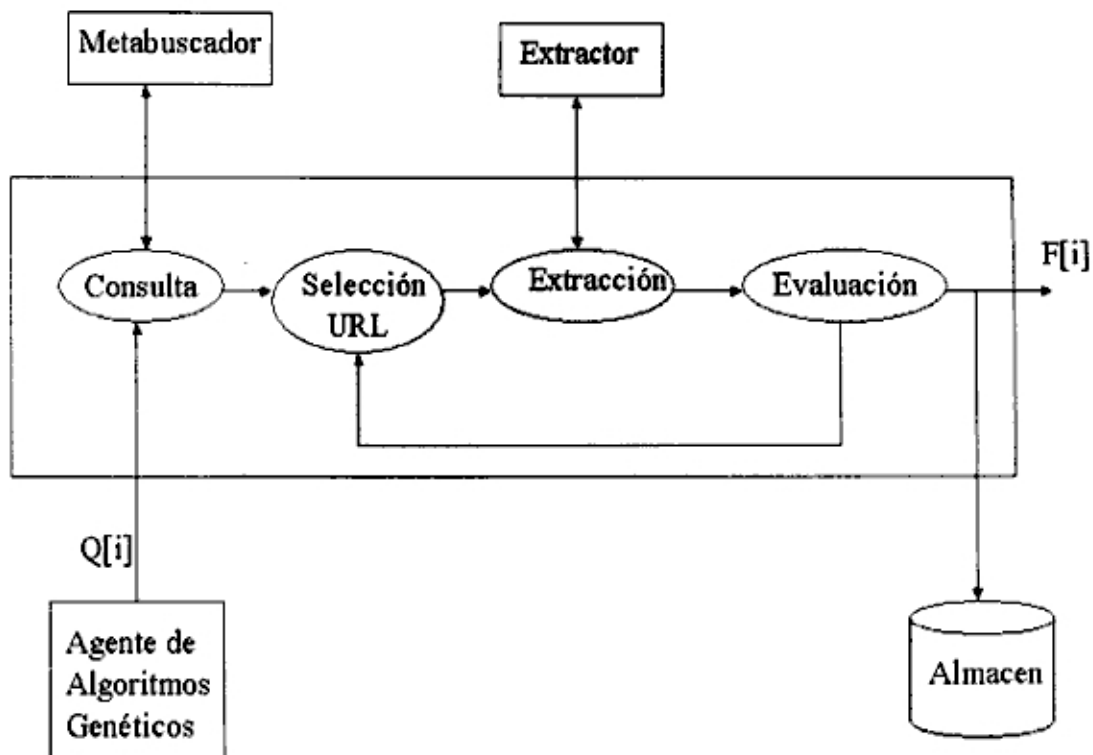 Metabuscador
Extractor
Consulta
Selección
URL
Extracción
Evaluación
F[i]
Q[i]
Agente de
Algoritmos
Genéticos
Almacen